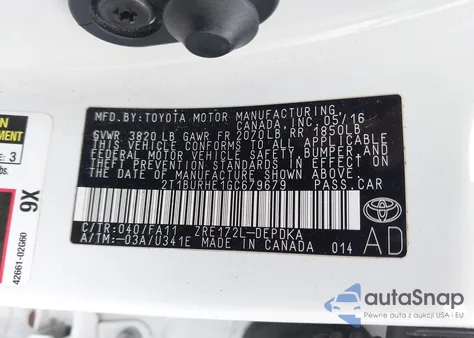 MFD.BY:TOYOTA MOTOR MANUFACTURING
CANADA,INC.05/16
GVWR 3820 LB GAWR FR 2020LB RR 1850LB
THIS VEHICLE CONFORMS TO ALL APPLICABLE
FEDERAL MOTOR VEHICLE SAFETY, BUMPER, AND
THEFT PREVENTION STANDARDS IN EFFECT ON
THE DATE OF MANUFACTURE SHOWN ABOVE.
2T1BURHE1GC679679 PASS.CAR
C/TR:040/FA11 ZRE172L-DEPDKA
A/TM:-03A/U341E MADE IN CANADA 014
TOYOTA
AD
3
9X
42661-02G60
autoSnap
Pewne auta z aukcji USA i EU